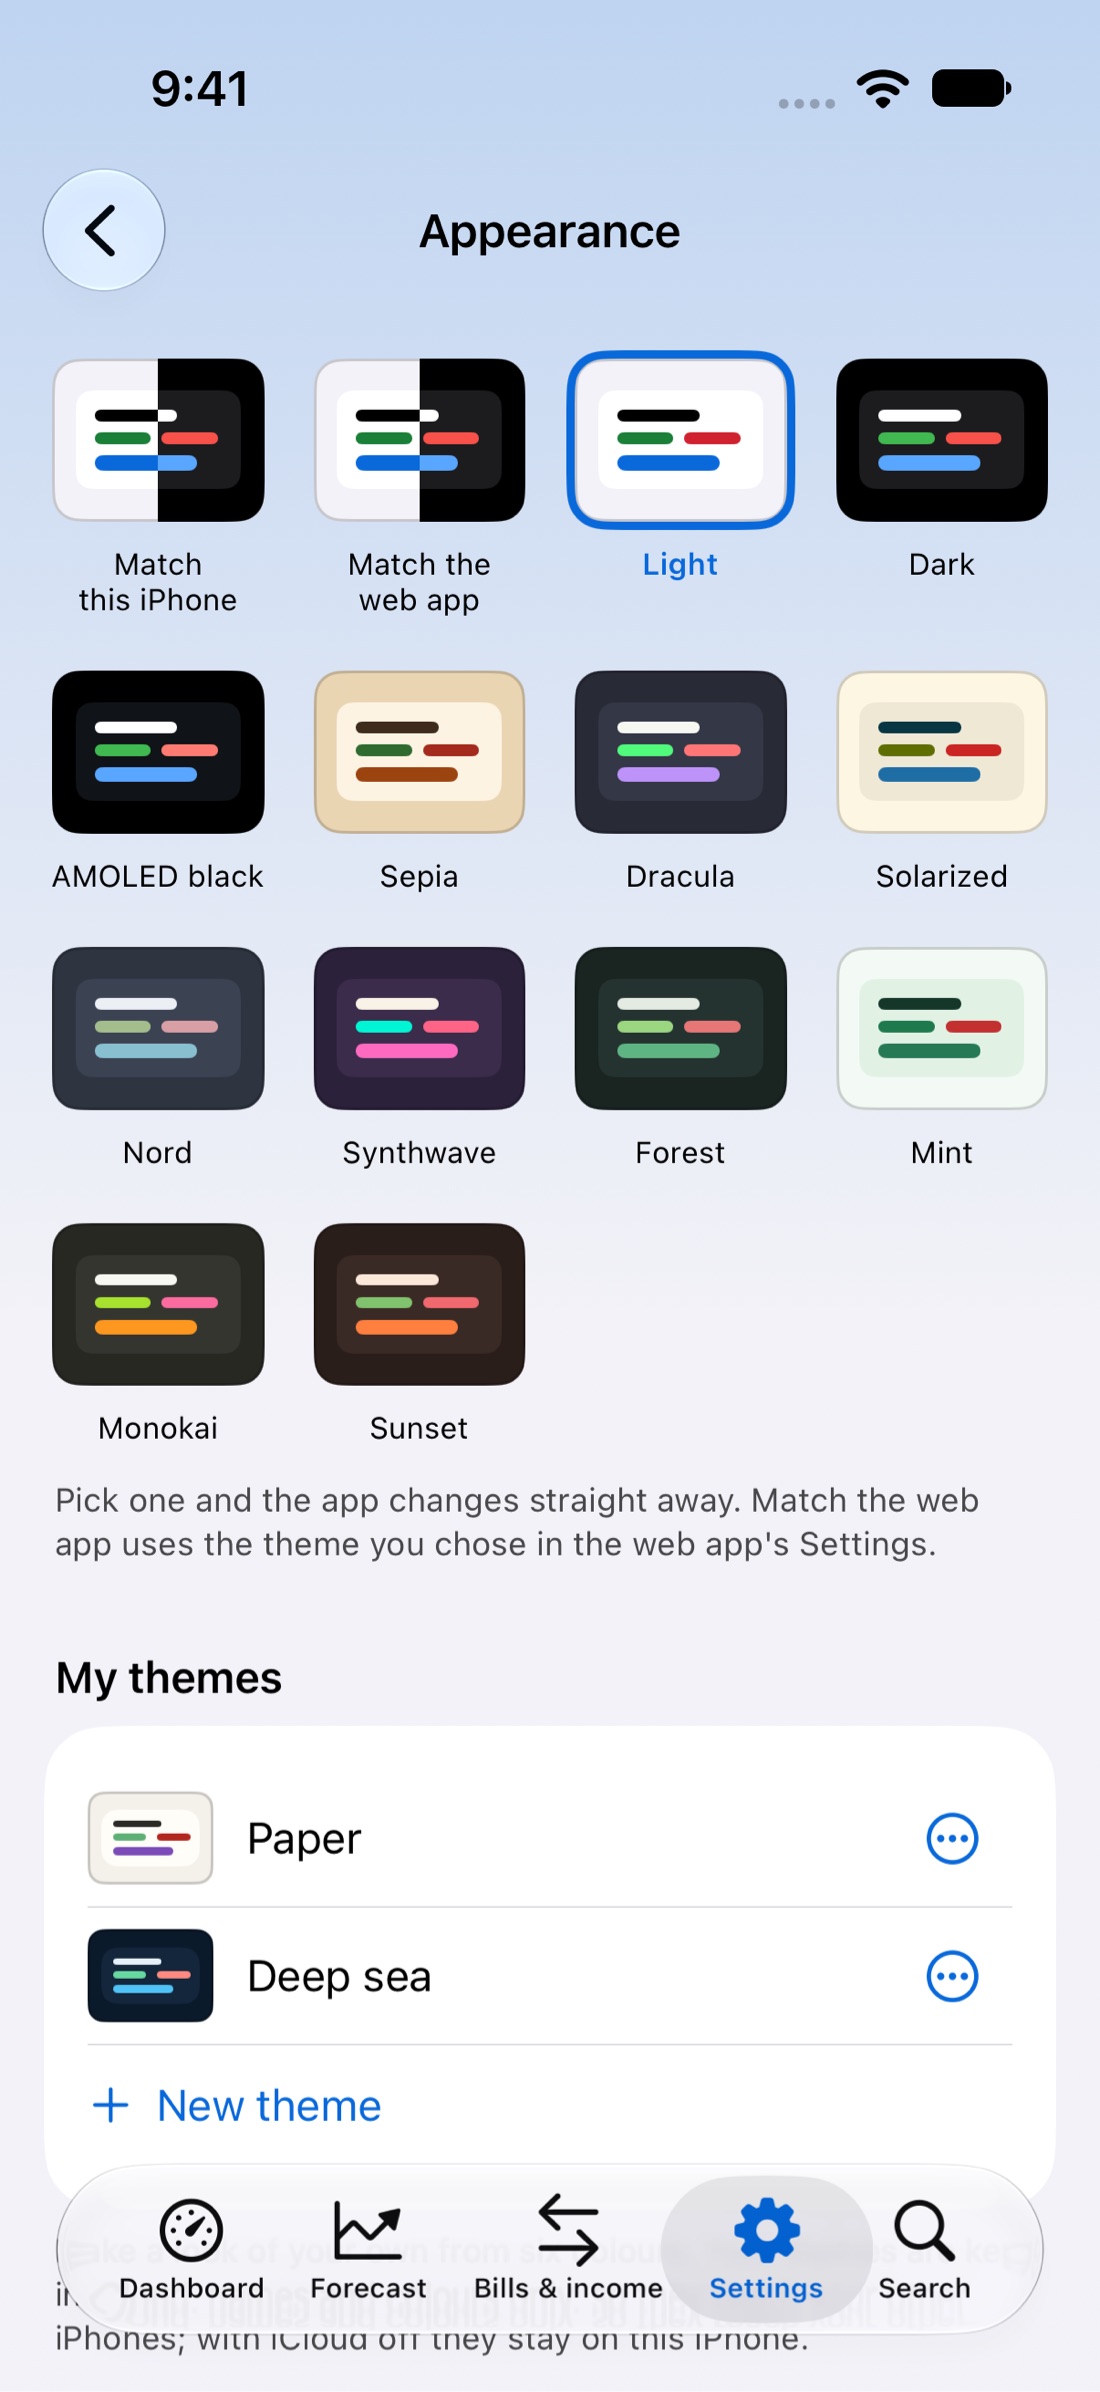 9:41
Appearance
Match
this iPhone
Match the
web app
Light
Dark
AMOLED black
Sepia
Dracula
Solarized
Nord
Synthwave
Forest
Mint
Monokai
Sunset
Pick one and the app changes straight away. Match the web
app uses the theme you chose in the web app's Settings.
My themes
Paper
Deep sea
New theme
Dashboard
Forecast
Bills & income
Settings
Search
iPhones; with iCloud off they stay on this iPhone.